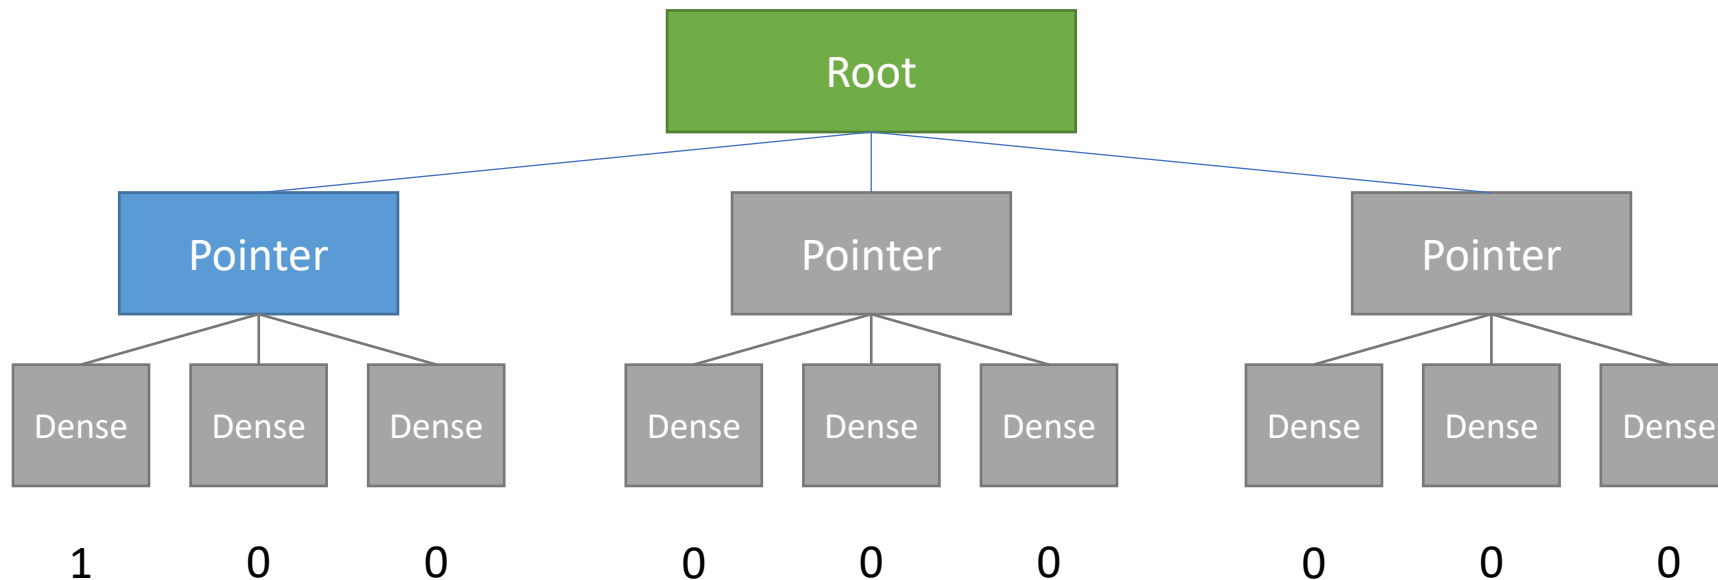 Root
Pointer Pointer Pointer
Dense Dense Dense Dense Dense Dense Dense Dense Dense
1 0 0 0 0 0 0 0 0